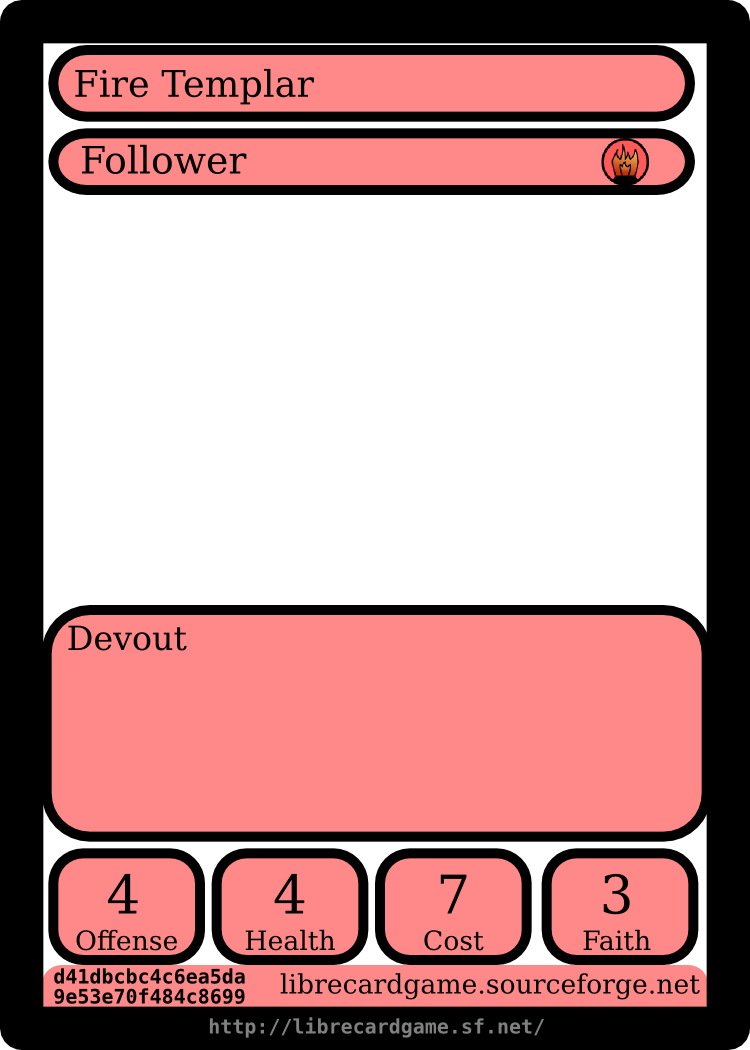 Fire Templar
Follower
Devout
4
Offense
4
Health
7
Cost
3
Faith
d41dbcbc4c6ea5da
9e53e70f484c8699
librecardgame.sourceforge.net
http://librecardgame.sf.net/